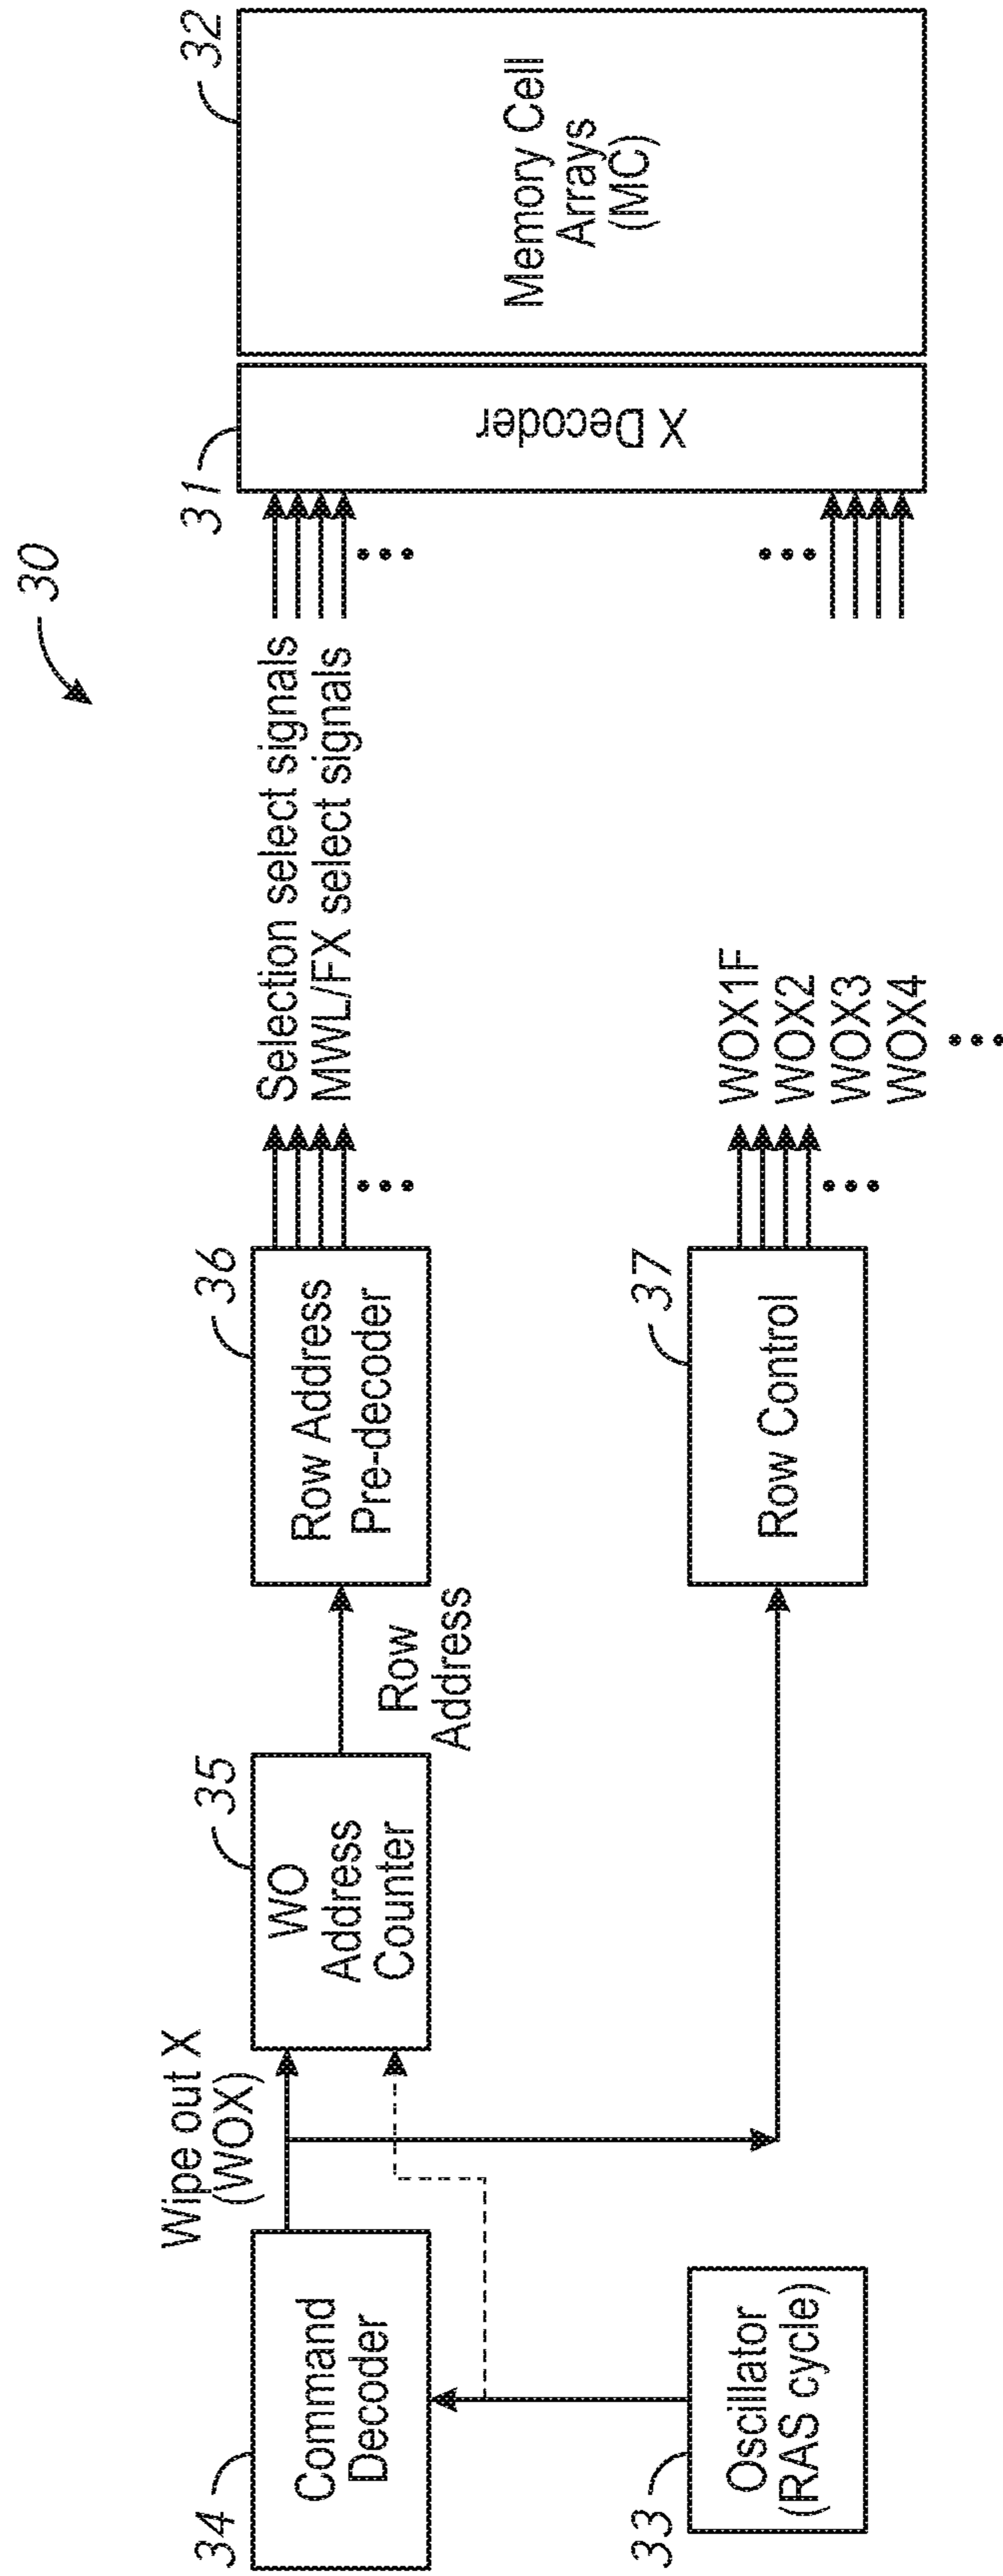 30
34
Command
Decoder
Wipe out X
(WOX)
35
WO
Address
Counter
Row
Address
36
Row Address
Pre-decoder
Selection select signals
MWL/FX select signals
31
X Decoder
32
Memory Cell
Arrays
(MC)
33
Oscillator
(RAS cycle)
37
Row Control
WOX1F
WOX2
WOX3
WOX4